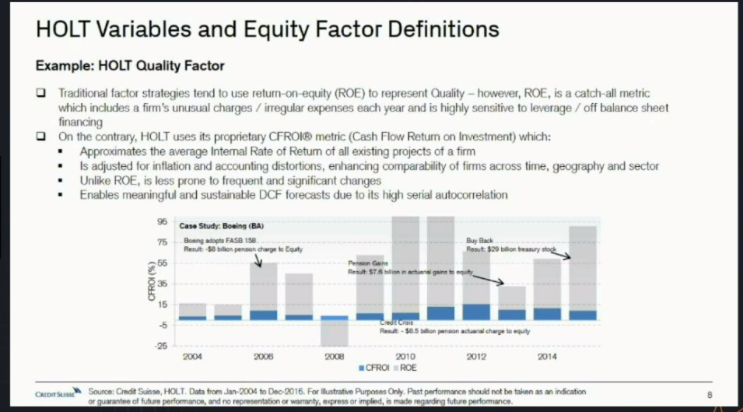 HOLT Variables and Equity Factor Definitions
Example: HOLT Quality Factor
Traditional factor strategies tend to use return-on-equity (ROE) to represent Quality – however, ROE, is a catch-all metric
which includes a firm's unusual charges / irregular expenses each year and is highly sensitive to leverage / off balance sheet
financing
On the contrary, HOLT uses its proprietary CFROI® metric (Cash Flow Return on Investment) which:
Approximates the average Internal Rate of Return of all existing projects of a firm
Is adjusted for inflation and accounting distortions, enhancing comparability of firms across time, geography and sector
Unlike ROE, is less prone to frequent and significant changes
Enables meaningful and sustainable DCF forecasts due to its high serial autocorrelation
Case Study: Boeing (BA)
Boeing adopts FASB 158
Result: -$8 billion pension charge to Equity
Buy Back
Result: $29 billion treasury stock
Pension Gains
Result: $7.6 billion in actuarial gains to equity
Credit Crisis
Result: - $6.5 billion pension actuarial charge to equity
CFROI (%)
95
75
55
35
15
-5
-25
2004 2006 2008 2010 2012 2014
CFROI ROE
CREDIT SUISSE
Source: Credit Suisse, HOLT. Data from Jan-2004 to Dec-2016. For Illustrative Purposes Only. Past performance should not be taken as an indication
or guarantee of future performance, and no representation or warranty, express or implied, is made regarding future performance.
8